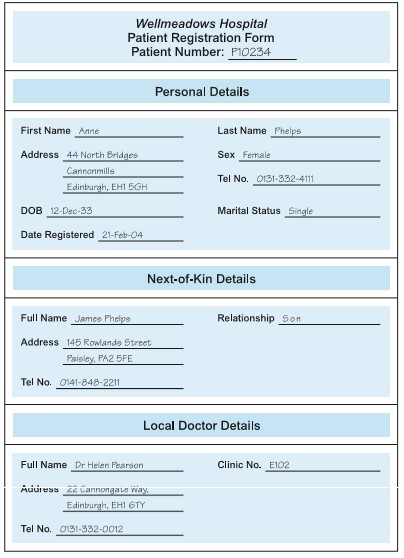 Wellmeadows Hospital
Patient Registration Form
Patient Number: P10234
Personal Details
First Name Anne
Last Name Phelps
Address 44 North Bridges
Sex Female
Cannonmills
Tel No. 0131-332-4111
Edinburgh, EH1 5GH
DOB 12-Dec-33
Marital Status Single
Date Registered 21-Feb-04
Next-of-Kin Details
Full Name James Phelps
Relationship Son
Address 145 Rowlands Street
Paisley, PA2 5FE
Tel No. 0141-848-2211
Local Doctor Details
Full Name Dr Helen Pearson
Clinic No. E102
Address 22 Cannongate Way,
Edinburgh, EH1 6TY
Tel No. 0131-332-0012